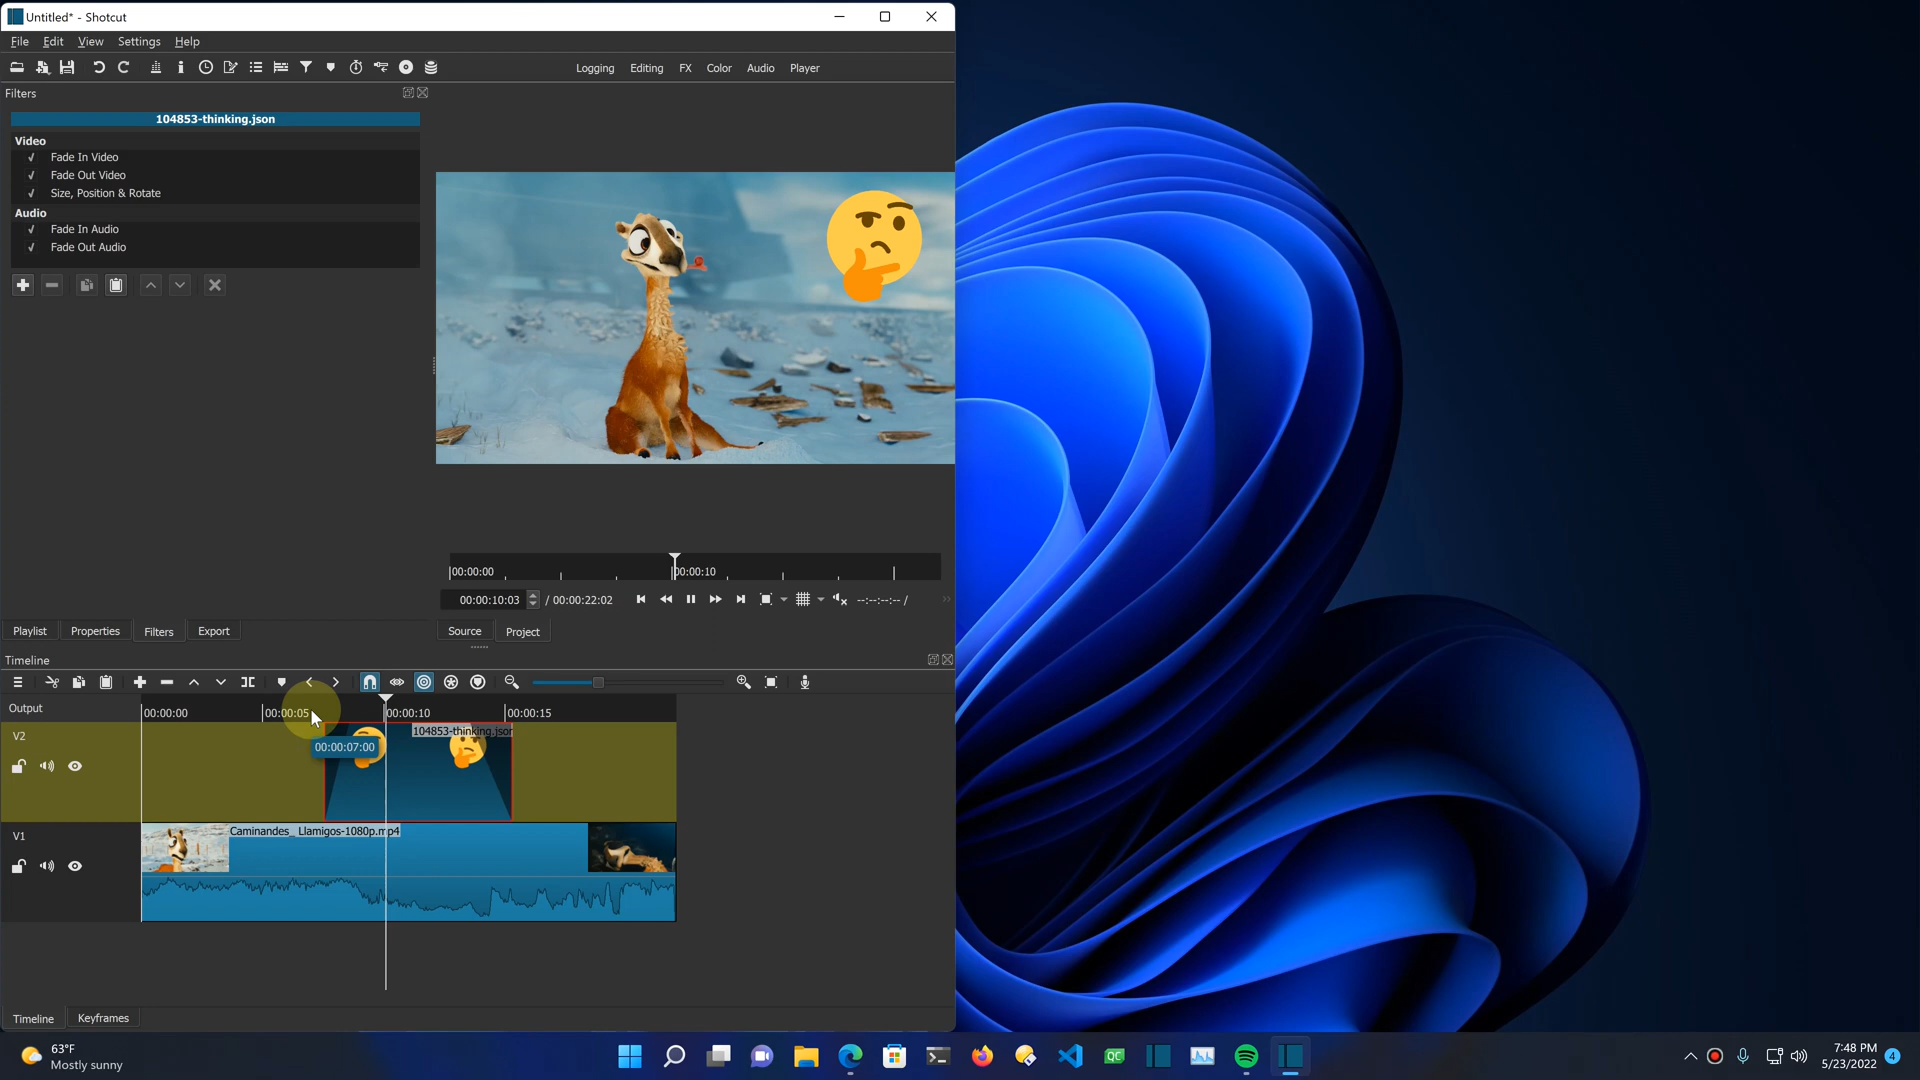 Untitled* - Shotcut
File Edit View Settings Help
Logging Editing FX Color Audio Player
Filters
104853-thinking.json
Video
Fade In Video
Fade Out Video
Size, Position & Rotate
Audio
Fade In Audio
Fade Out Audio
00:00:00
00:00:10
00:00:10:03 / 00:00:22:02
--:--:--:-- /
Playlist Properties Filters Export
Source Project
Timeline
Output
00:00:00
00:00:05
00:00:10
00:00:15
V2
104853-thinking.json
00:00:07:00
V1
Caminandes_ Llamigos-1080p.mp4
Timeline Keyframes
63°F
Mostly sunny
QC
7:48 PM
5/23/2022
4